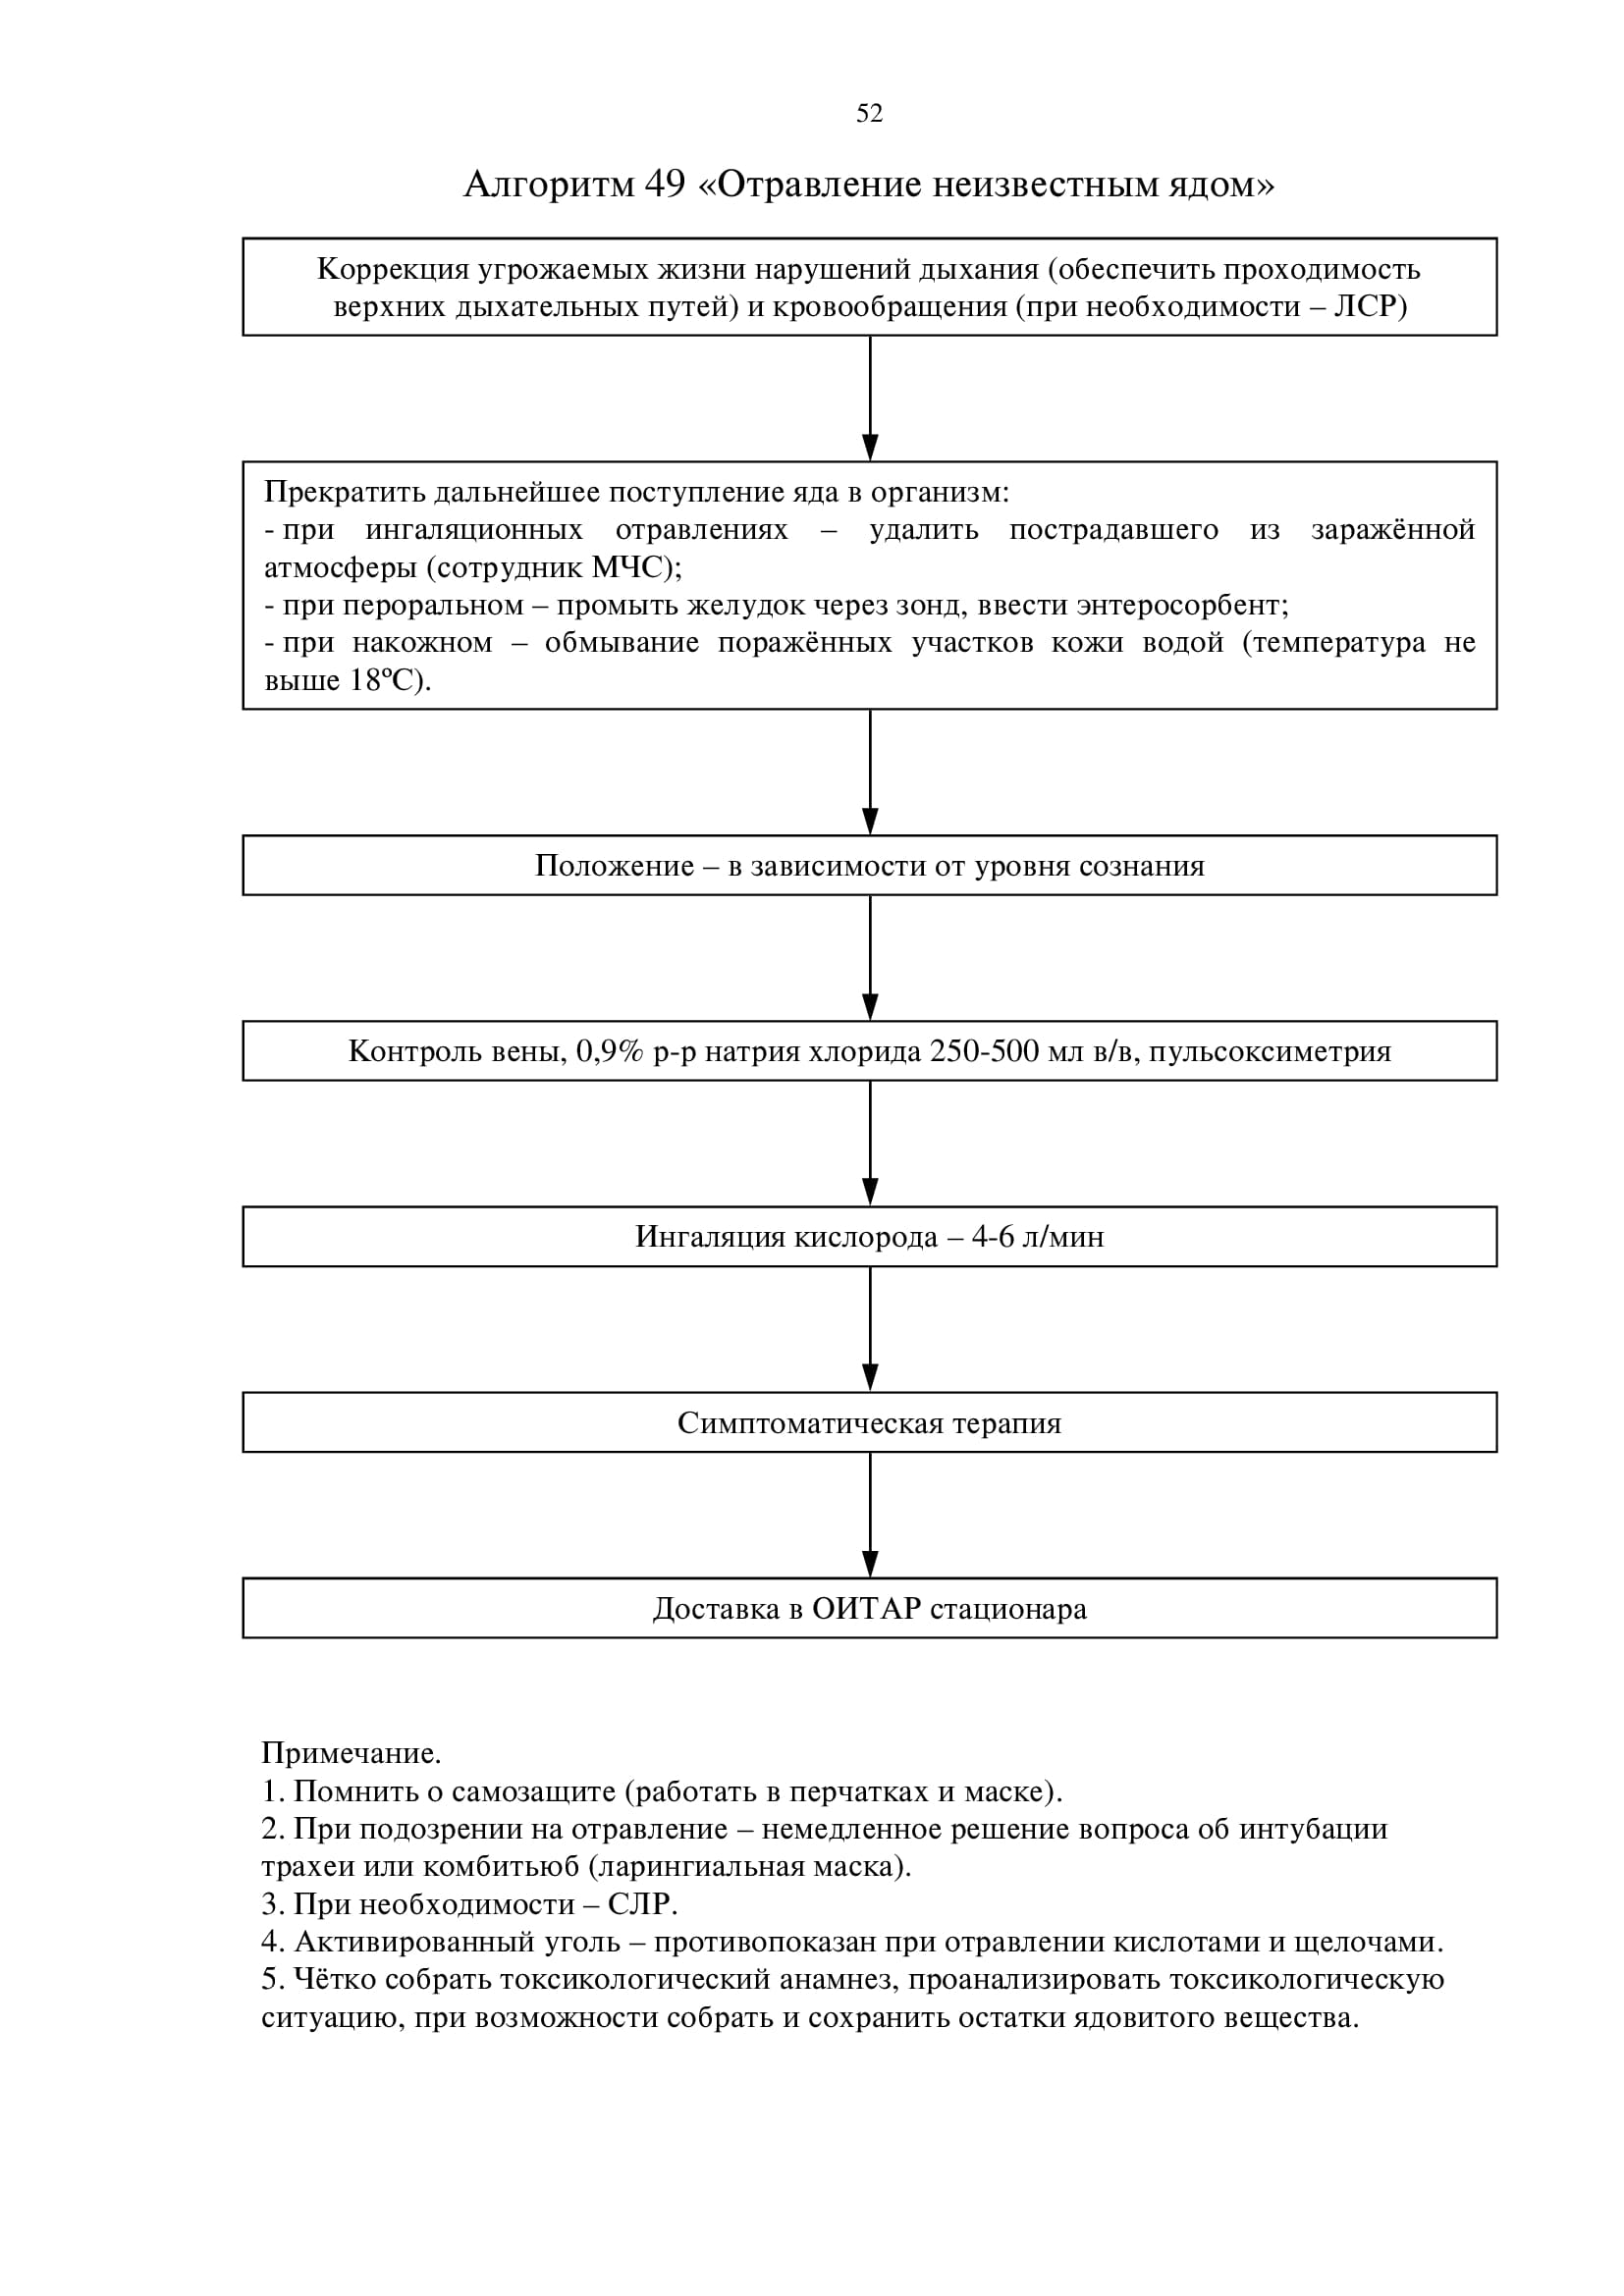 52
Алгоритм 49 «Отравление неизвестным ядом»
Коррекция угрожаемых жизни нарушений дыхания (обеспечить проходимость
верхних дыхательных путей) и кровообращения (при необходимости – ЛСР)
Прекратить дальнейшее поступление яда в организм:
- при ингаляционных отравлениях – удалить пострадавшего из заражённой
атмосферы (сотрудник МЧС);
- при пероральном – промыть желудок через зонд, ввести энтеросорбент;
- при накожном – обмывание поражённых участков кожи водой (температура не
выше 18ºС).
Положение – в зависимости от уровня сознания
Контроль вены, 0,9% р-р натрия хлорида 250-500 мл в/в, пульсоксиметрия
Ингаляция кислорода – 4-6 л/мин
Симптоматическая терапия
Доставка в ОИТАР стационара
Примечание.
1. Помнить о самозащите (работать в перчатках и маске).
2. При подозрении на отравление – немедленное решение вопроса об интубации
трахеи или комбитьюб (ларингиальная маска).
3. При необходимости – СЛР.
4. Активированный уголь – противопоказан при отравлении кислотами и щелочами.
5. Чётко собрать токсикологический анамнез, проанализировать токсикологическую
ситуацию, при возможности собрать и сохранить остатки ядовитого вещества.